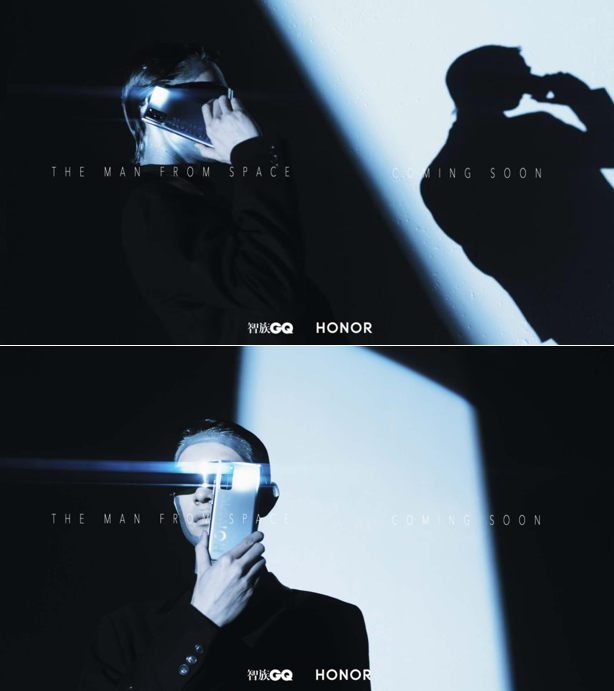 THE MAN FROM SPACE
COMING SOON
智族GQ HONOR
THE MAN FROM SPACE
COMING SOON
智族GQ HONOR